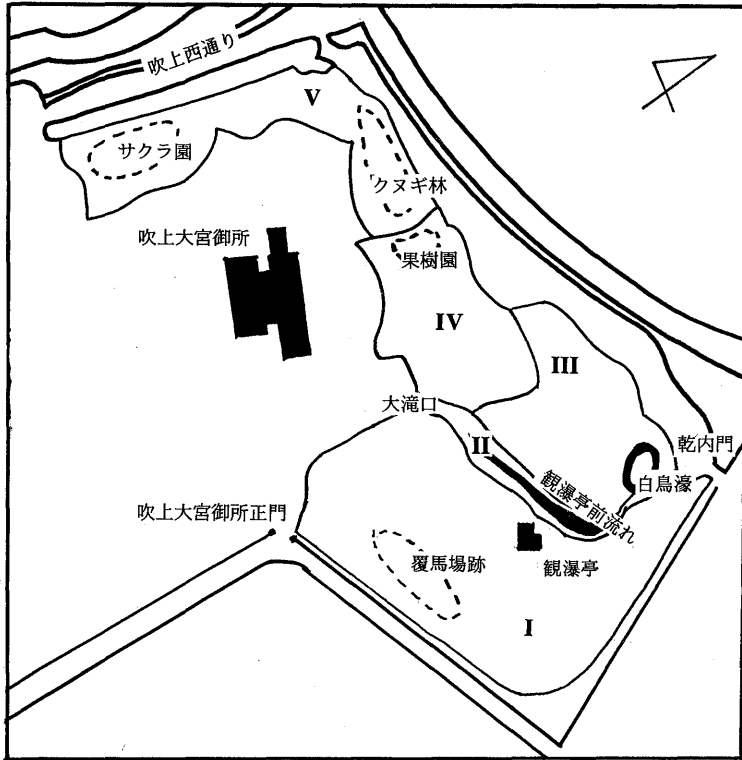 吹上西通り
V
サクラ園
クヌギ林
吹上大宮御所
果樹園
IV
III
大滝口
II
乾内門
白鳥濠
観瀑亭前流れ
吹上大宮御所正門
覆馬場跡
観瀑亭
I